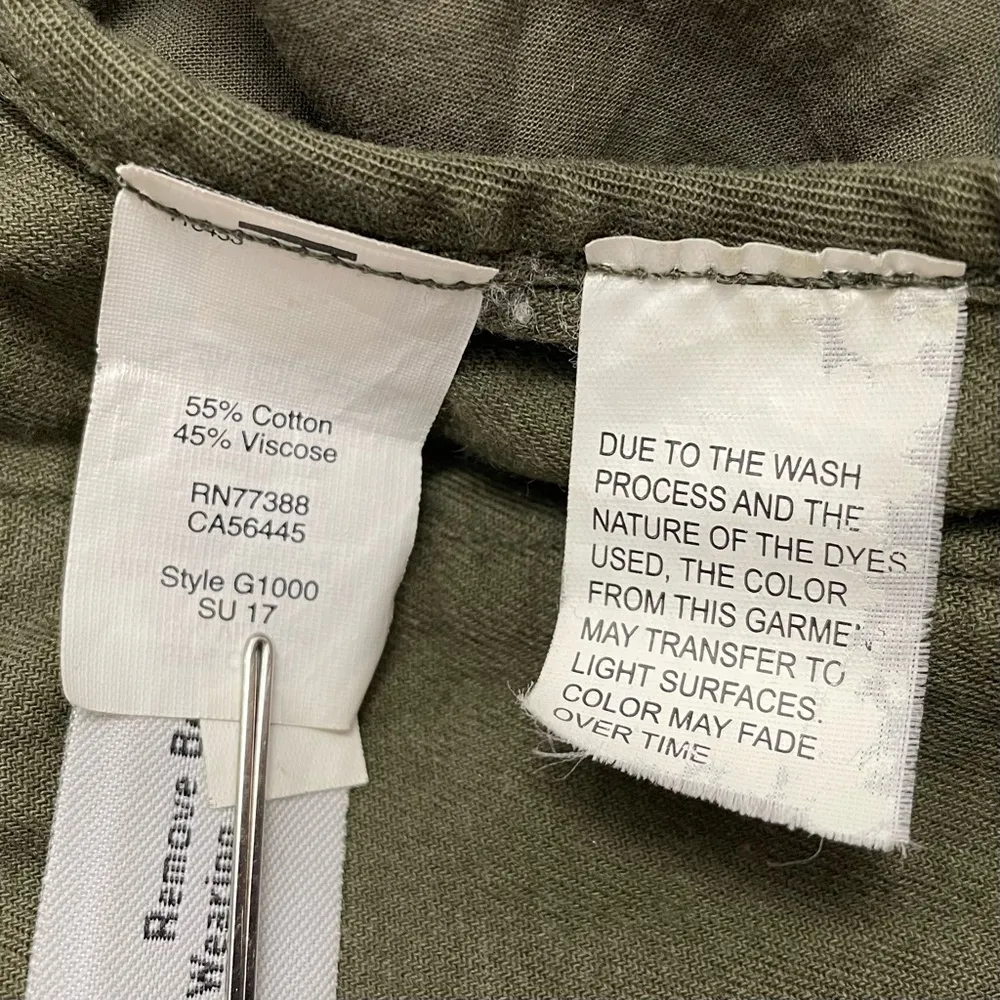 55% Cotton
45% Viscose
RN77388
CA56445
Style G1000
SU 17
Remove
Wearing
DUE TO THE WASH
PROCESS AND THE
NATURE OF THE DYES
USED, THE COLOR
FROM THIS GARME
MAY TRANSFER TO
LIGHT SURFACES.
COLOR MAY FADE
OVER TIME